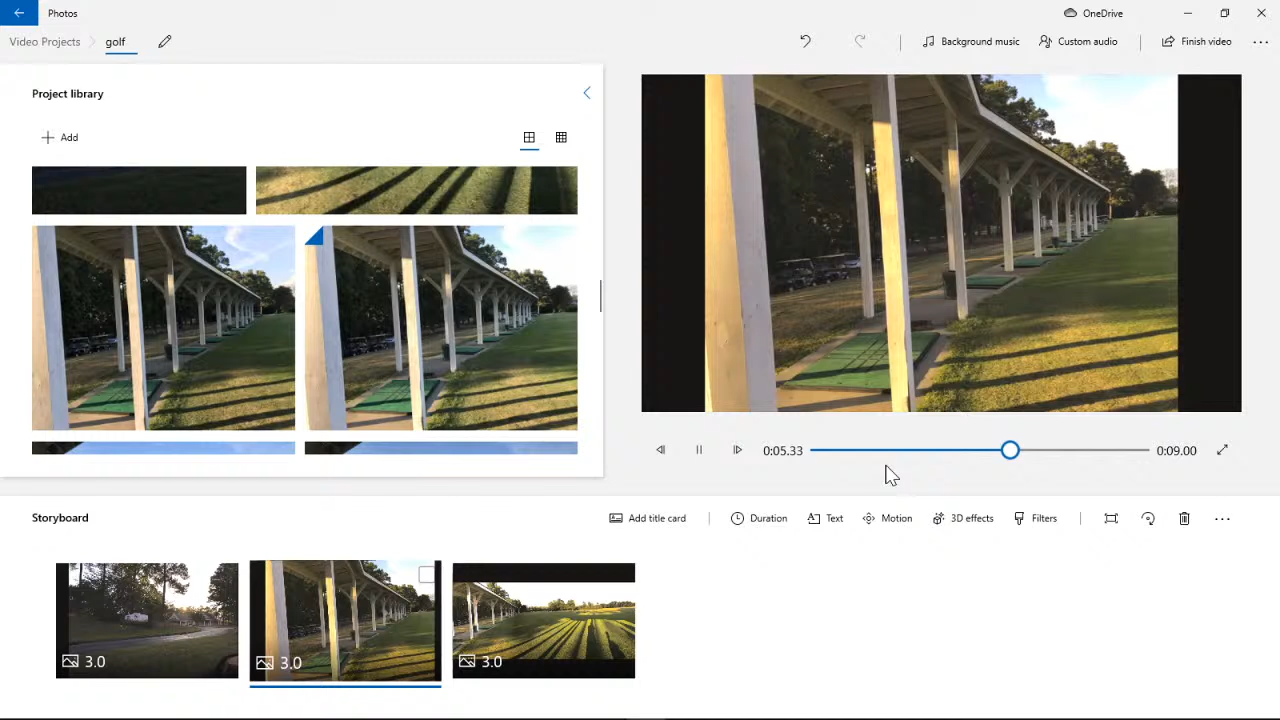 Photos
OneDrive
Video Projects
golf
Background music
Custom audio
Finish video
Project library
Add
0:05.33
0:09.00
Storyboard
Add title card
Duration
Text
Motion
3D effects
Filters
3.0
3.0
3.0